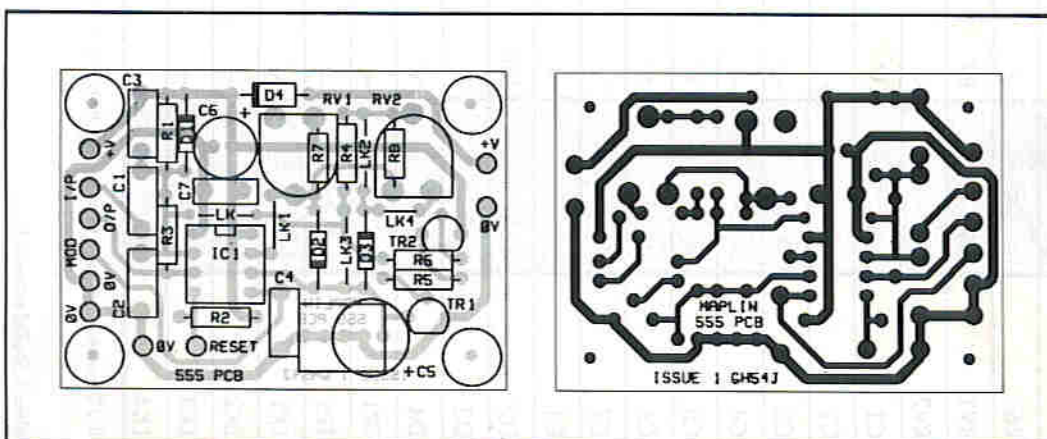 C3
D4
RV1
RV2
C6
+
+V
R1
D1
R7
R4
LK2
R8
+V
I/P
C1
C7
O/P
LK
LK1
LK4
0V
MOD
R3
IC1
D2
LK3
D3
TR2
R6
0V
C4
R5
0V
C2
R2
TR1
0V
RESET
+C5
555 PCB
MAPLIN
555 PCB
ISSUE 1 GH54J